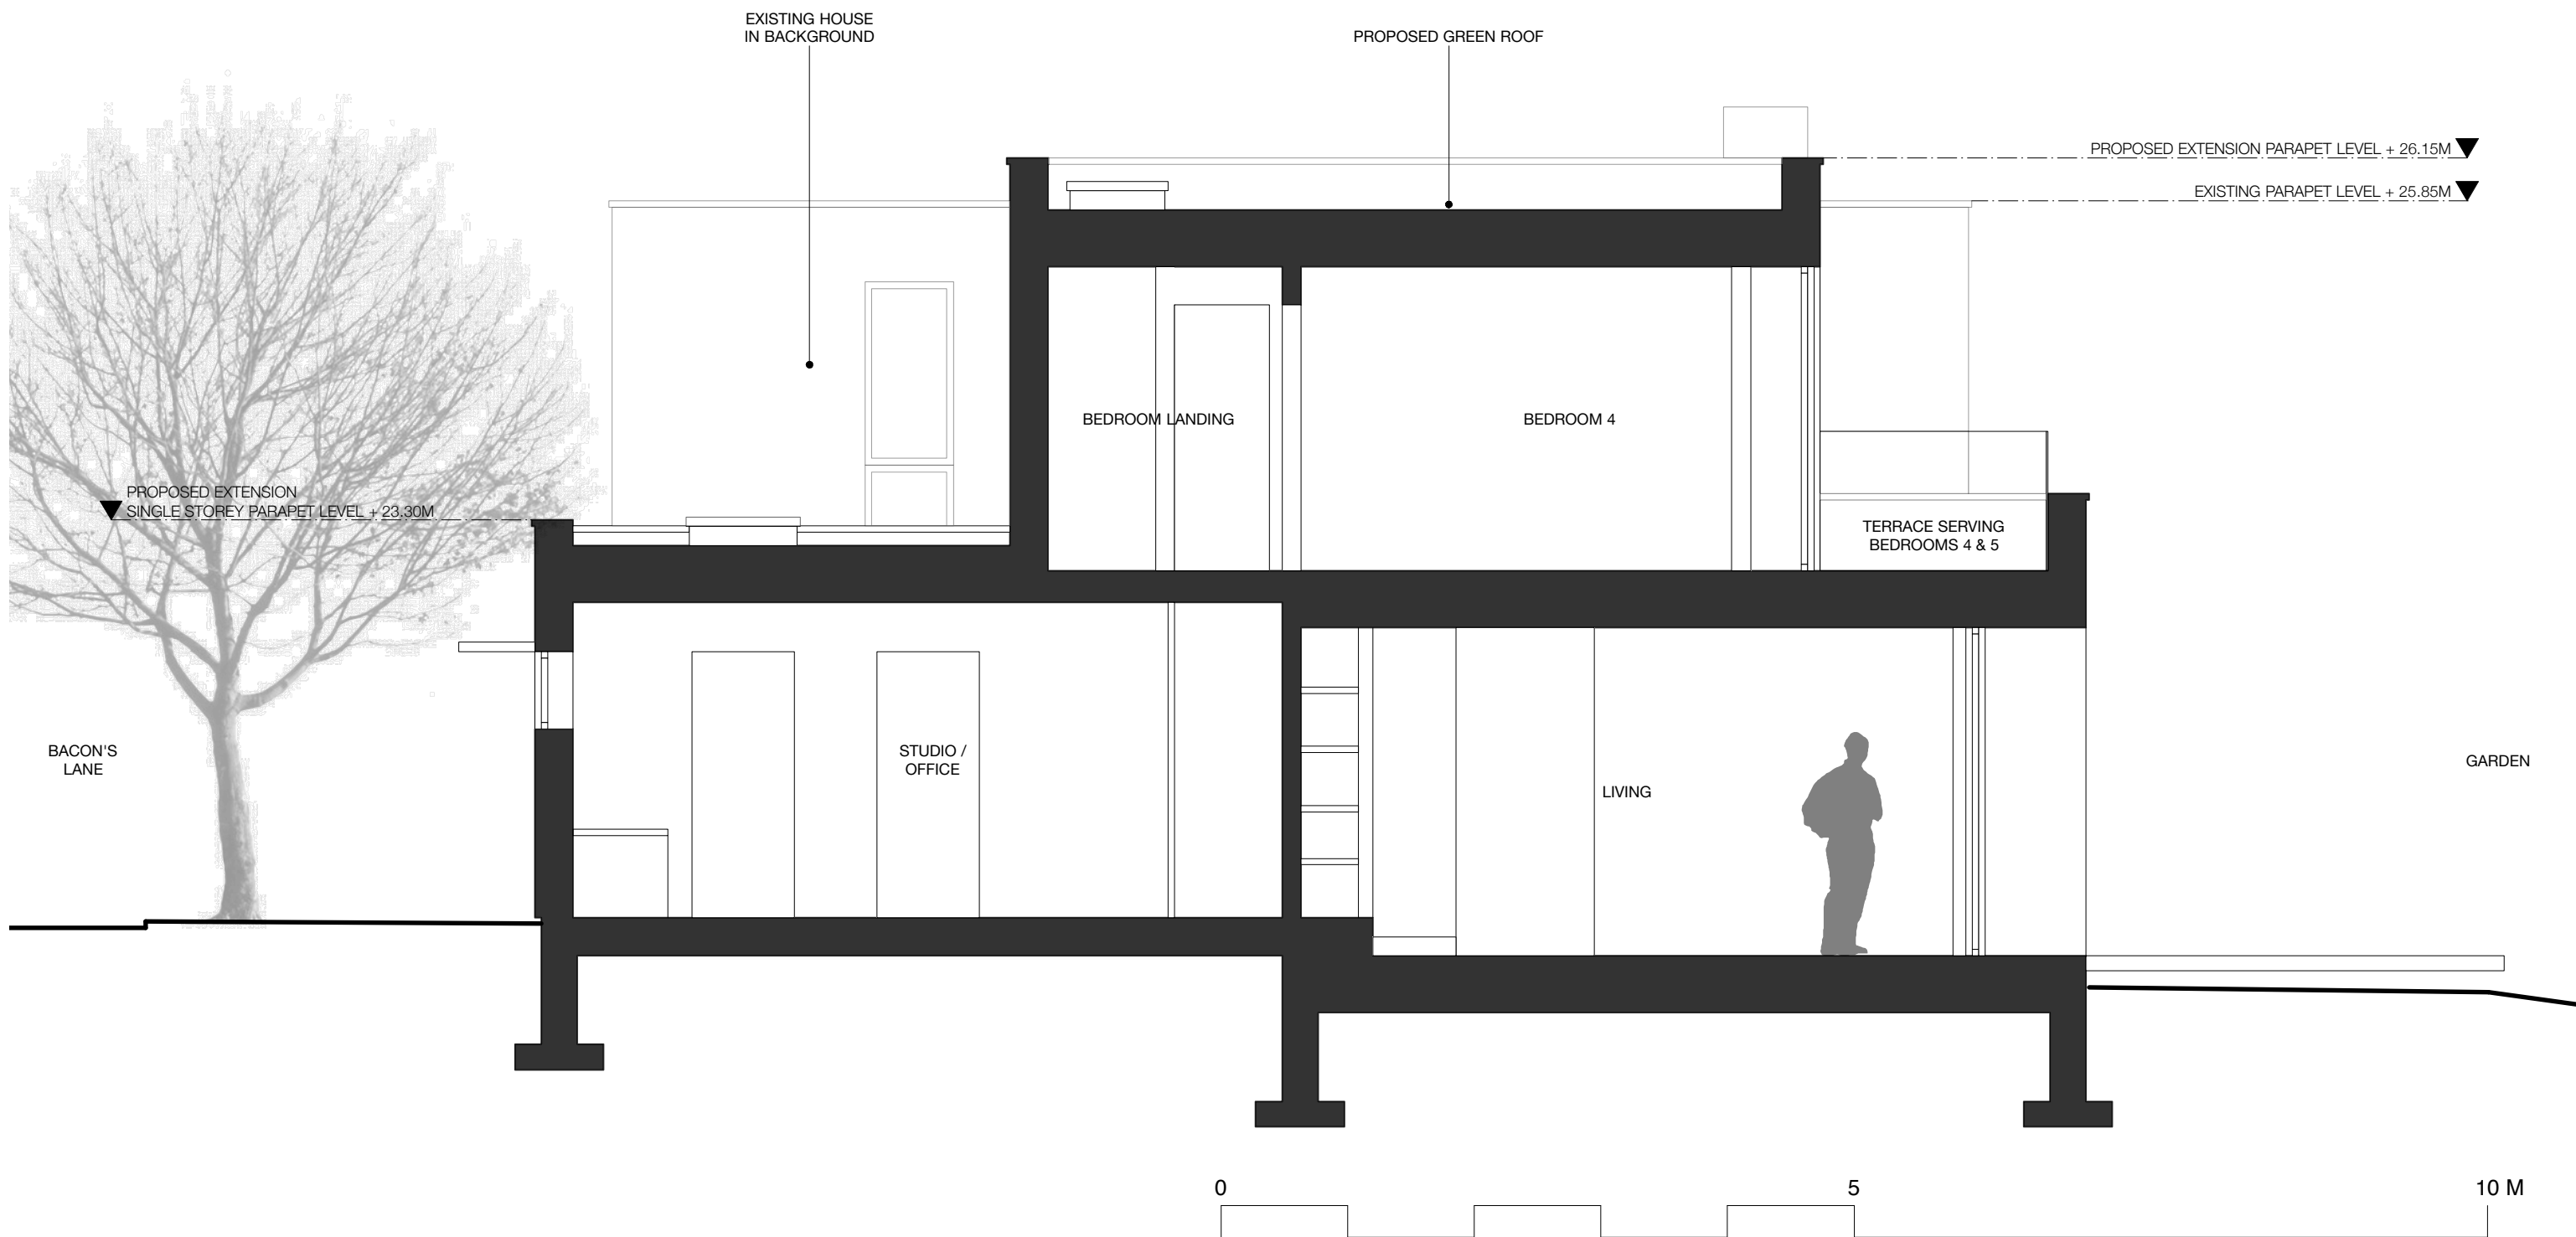 EXISTING HOUSE
IN BACKGROUND
PROPOSED GREEN ROOF
PROPOSED EXTENSION PARAPET LEVEL + 26.15M
EXISTING PARAPET LEVEL + 25.85M
BEDROOM LANDING
BEDROOM 4
PROPOSED EXTENSION
SINGLE STOREY PARAPET LEVEL + 23.30M
TERRACE SERVING
BEDROOMS 4 & 5
BACON'S
LANE
STUDIO /
OFFICE
LIVING
GARDEN
0
5
10 M